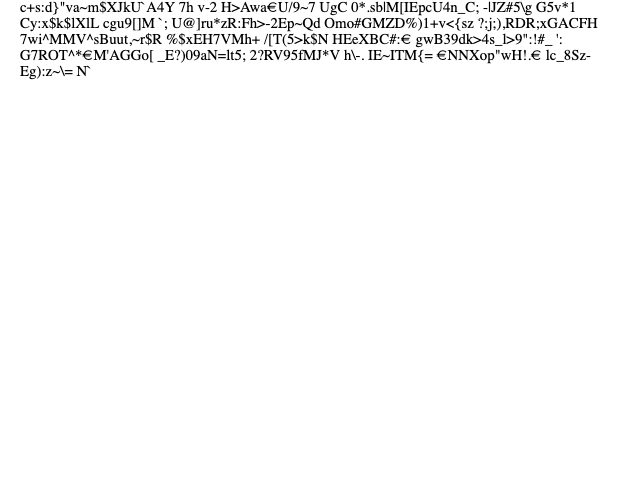 c+s:d}"va~m$XJkU`A4Y 7h v-2 H>Awa€U/9~7 UgC 0*.sb|M[IEpcU4n_C; -lJZ#5\g G5v*1
Cy:x$k$lXlL cgu9[]M`; U@]ru*zR:Fh>-2Ep~Qd Omo#GMZD%)1+v<{sz ?;j;),RDR;xGACFH
7wi^MMV^sBuut,~r$R %$xEH7VMh+ /[T(5>k$N HEeXBC#:€ gwB39dk>4s_l>9":!#_ ':
G7ROT^*€M'AGGo[ _E?)09aN=lt5; 2?RV95fMJ*V h\-. IE~ITM{= €NNXop"wH!.€ lc_8Sz-
Eg):z~\= N`